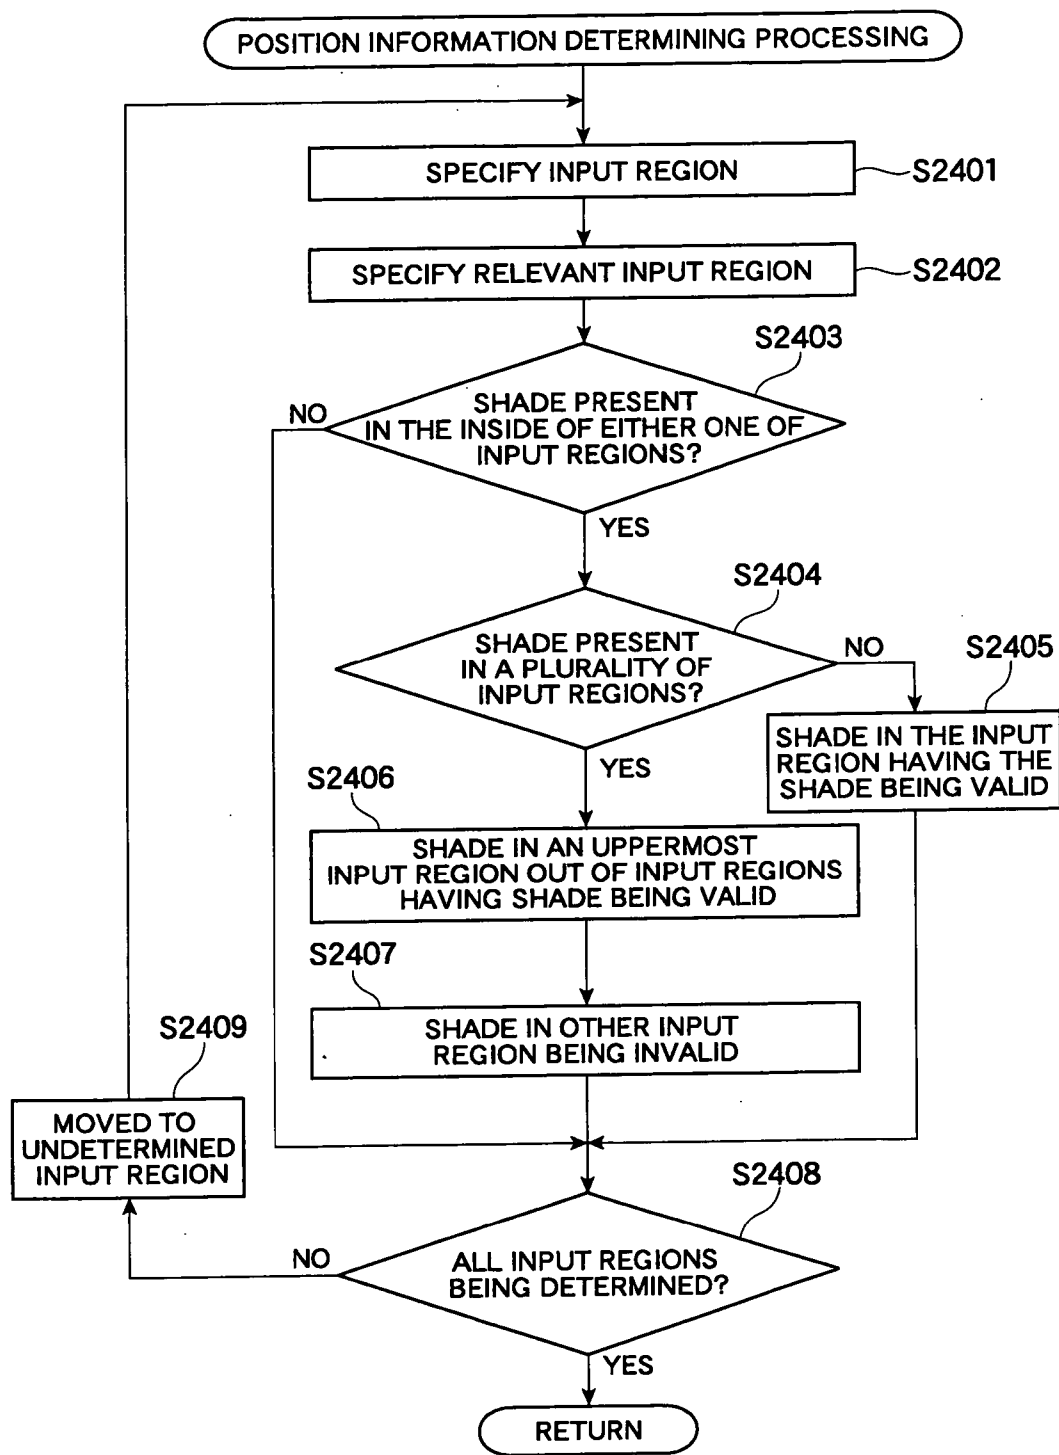 POSITION INFORMATION DETERMINING PROCESSING
SPECIFY INPUT REGION
S2401
SPECIFY RELEVANT INPUT REGION
S2402
S2403
NO
SHADE PRESENT
IN THE INSIDE OF EITHER ONE OF
INPUT REGIONS?
YES
S2404
SHADE PRESENT
IN A PLURALITY OF
INPUT REGIONS?
NO
S2405
SHADE IN THE INPUT
REGION HAVING THE
SHADE BEING VALID
YES
S2406
SHADE IN AN UPPERMOST
INPUT REGION OUT OF INPUT REGIONS
HAVING SHADE BEING VALID
S2407
SHADE IN OTHER INPUT
REGION BEING INVALID
S2409
MOVED TO
UNDETERMINED
INPUT REGION
S2408
NO
ALL INPUT REGIONS
BEING DETERMINED?
YES
RETURN